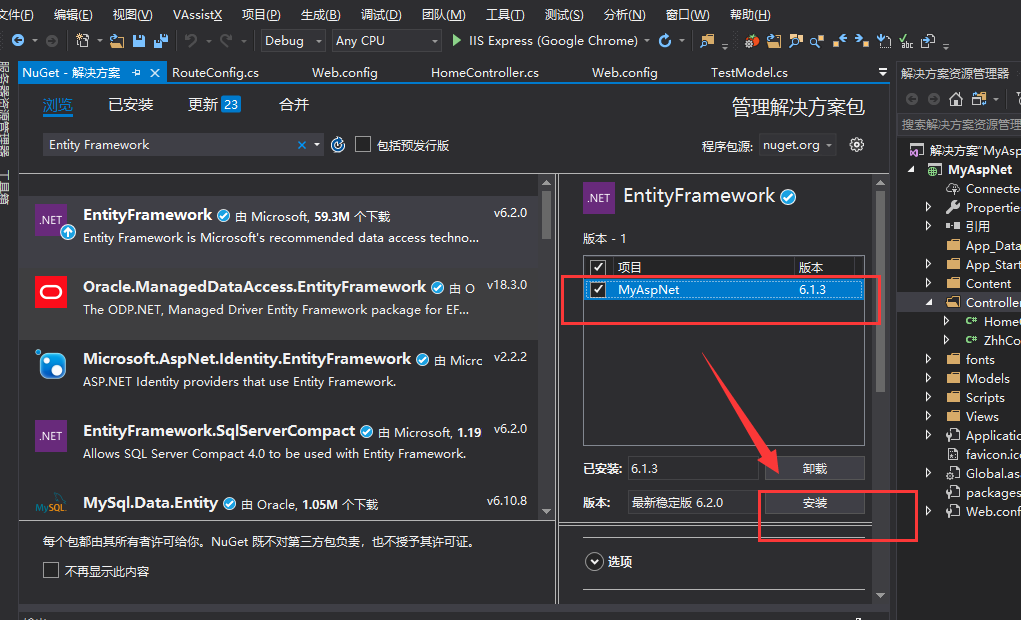 文件(F) 编辑(E) 视图(V) VAssistX 项目(P) 生成(B) 调试(D) 团队(M) 工具(T) 测试(S) 分析(N) 窗口(W) 帮助(H)
Debug Any CPU IIS Express (Google Chrome)
服务器资源管理器 工具箱
NuGet - 解决方案 RouteConfig.cs Web.config HomeController.cs Web.config TestModel.cs
浏览 已安装 更新 23 合并 管理解决方案包
Entity Framework 包括预发行版 程序包源: nuget.org
EntityFramework 由 Microsoft, 59.3M 个下载 v6.2.0
Entity Framework is Microsoft's recommended data access techno...
Oracle.ManagedDataAccess.EntityFramework 由 O v18.3.0
The ODP.NET, Managed Driver Entity Framework package for EF...
Microsoft.AspNet.Identity.EntityFramework 由 Micrc v2.2.2
ASP.NET Identity providers that use Entity Framework.
.NET EntityFramework.SqlServerCompact 由 Microsoft, 1.19 v6.2.0
Allows SQL Server Compact 4.0 to be used with Entity Framework.
MySQL MySql.Data.Entity 由 Oracle, 1.05M 个下载 v6.10.8
每个包都由其所有者许可给你。NuGet 既不对第三方包负责，也不授予其许可证。
不再显示此内容
.NET EntityFramework
版本 - 1
项目 版本
MyAspNet 6.1.3
已安装: 6.1.3 卸载
版本: 最新稳定版 6.2.0 安装
选项
解决方案资源管理器
搜索解决方案资源管理
解决方案"MyAsp
MyAspNet
Connecte
Propertie
引用
App_Data
App_Start
Content
Controller
C# Home
C# ZhhCo
fonts
Models
Scripts
Views
Applicatio
favicon.ic
Global.as
packages
Web.conf